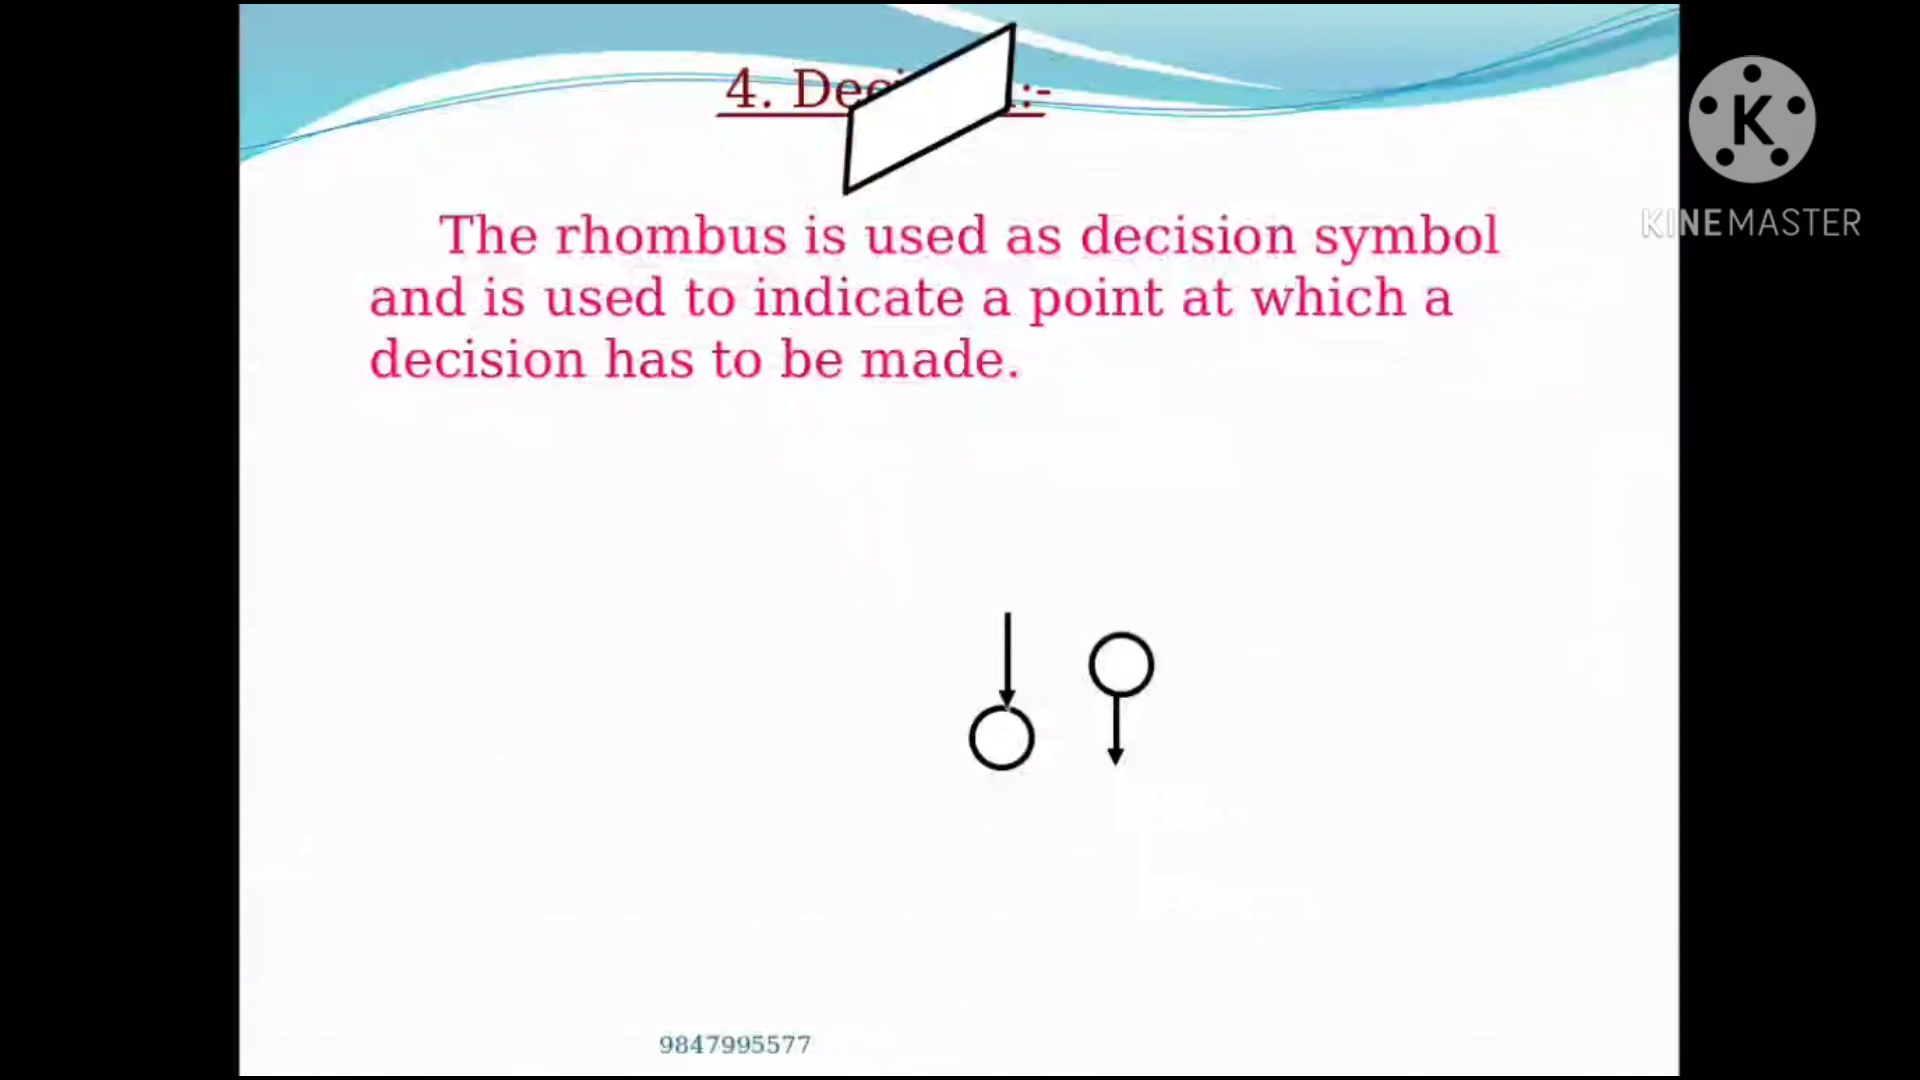 4. Dec :-
The rhombus is used as decision symbol
and is used to indicate a point at which a
decision has to be made.
9847995577
K
KINEMASTER